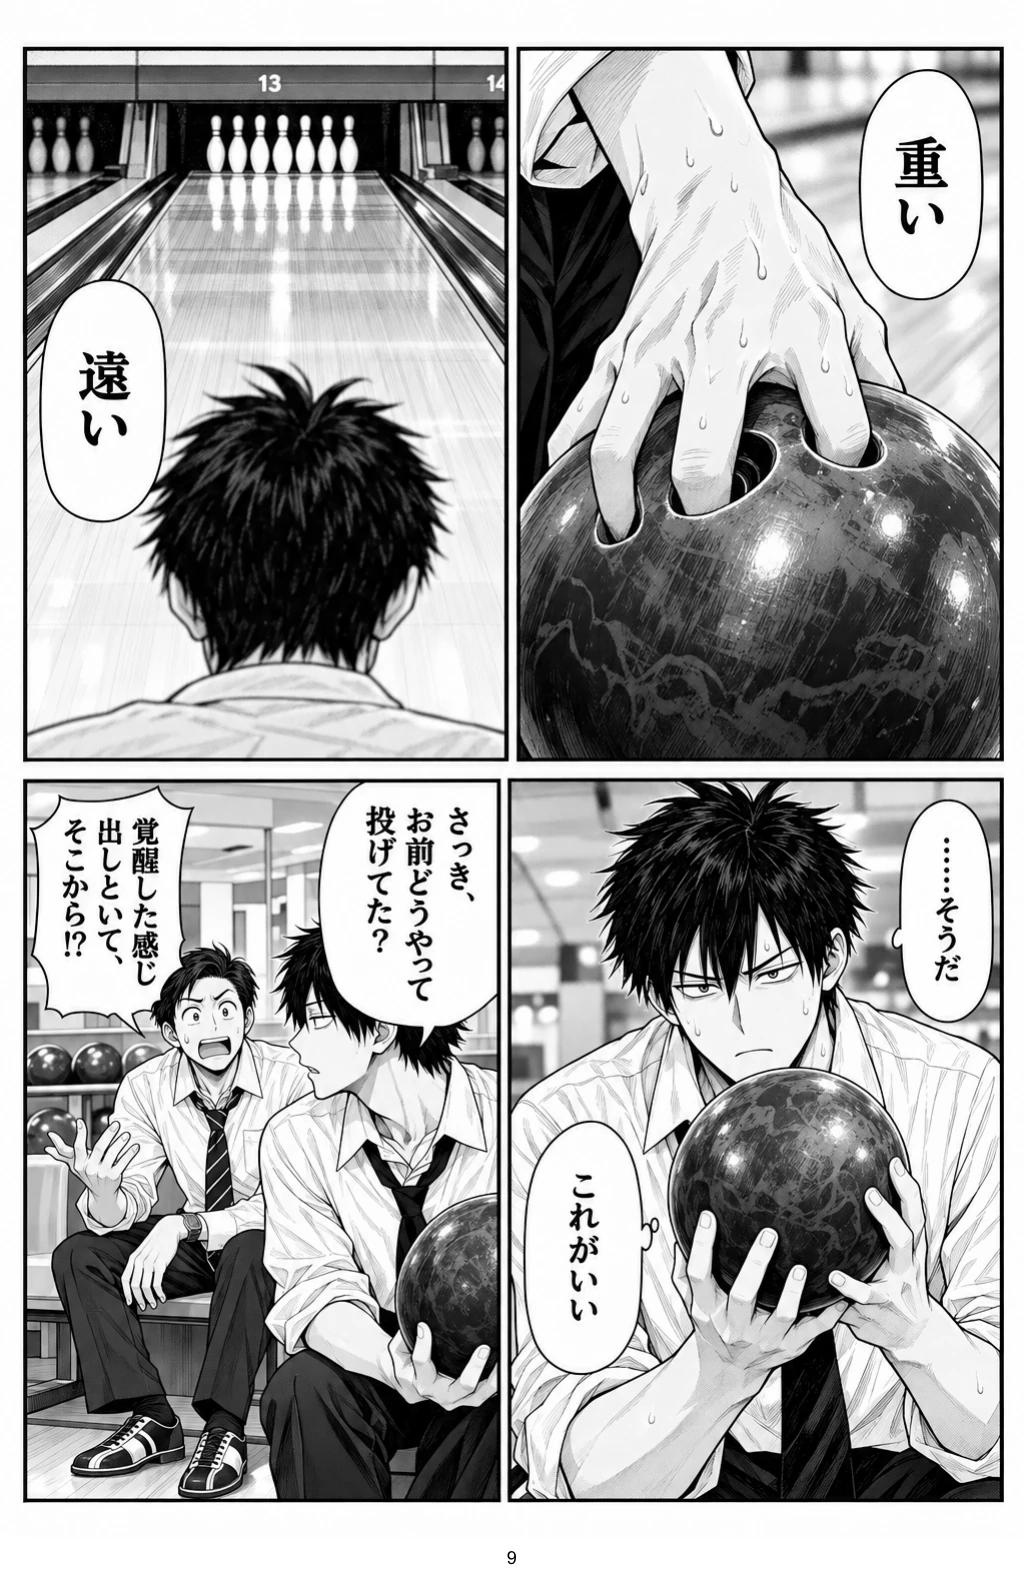 重い
13
14
遠い
………そうだ
これがいい
さっき、
お前どうやって
投げてた？
覚醒した感じ
出しといて、
そこから!?
9